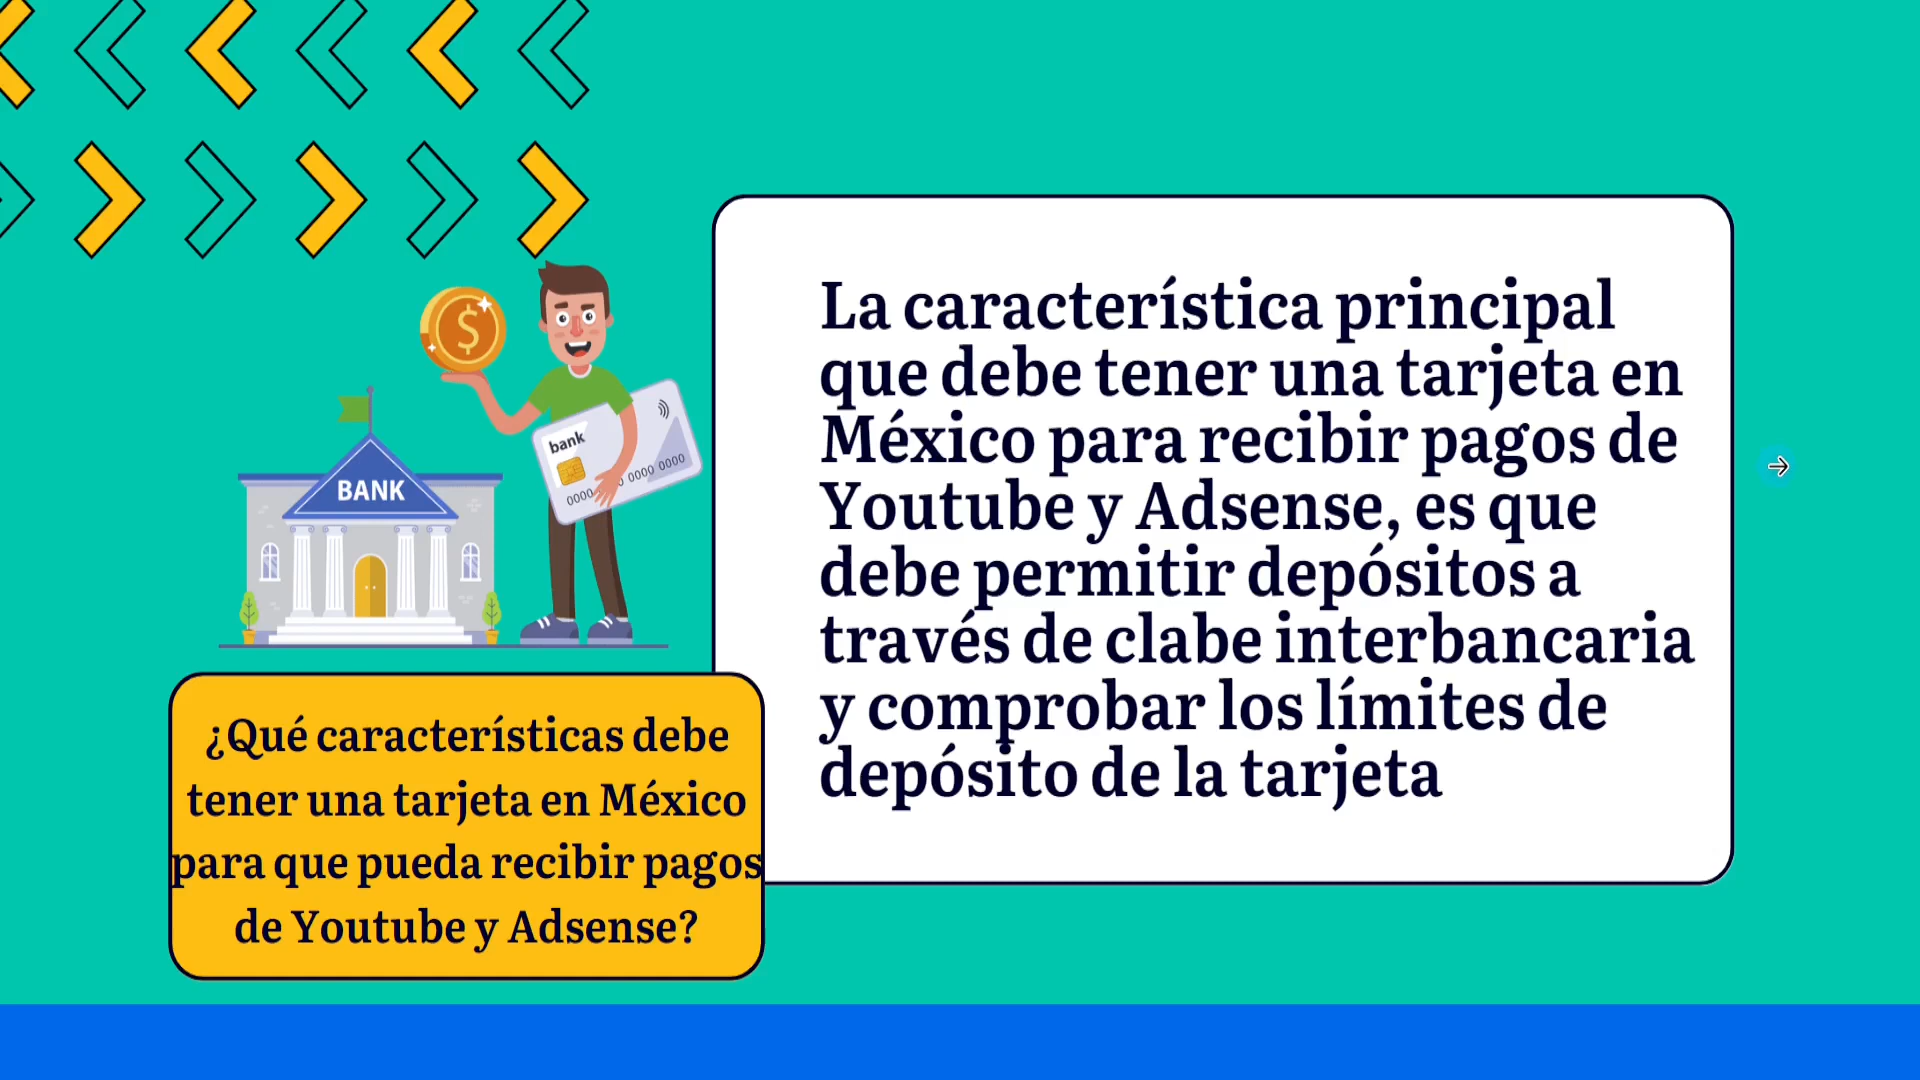 bank
0000 0 0000 0000
BANK
¿Qué características debe
tener una tarjeta en México
para que pueda recibir pagos
de Youtube y Adsense?
La característica principal
que debe tener una tarjeta en
México para recibir pagos de
Youtube y Adsense, es que
debe permitir depósitos a
través de clabe interbancaria
y comprobar los límites de
depósito de la tarjeta